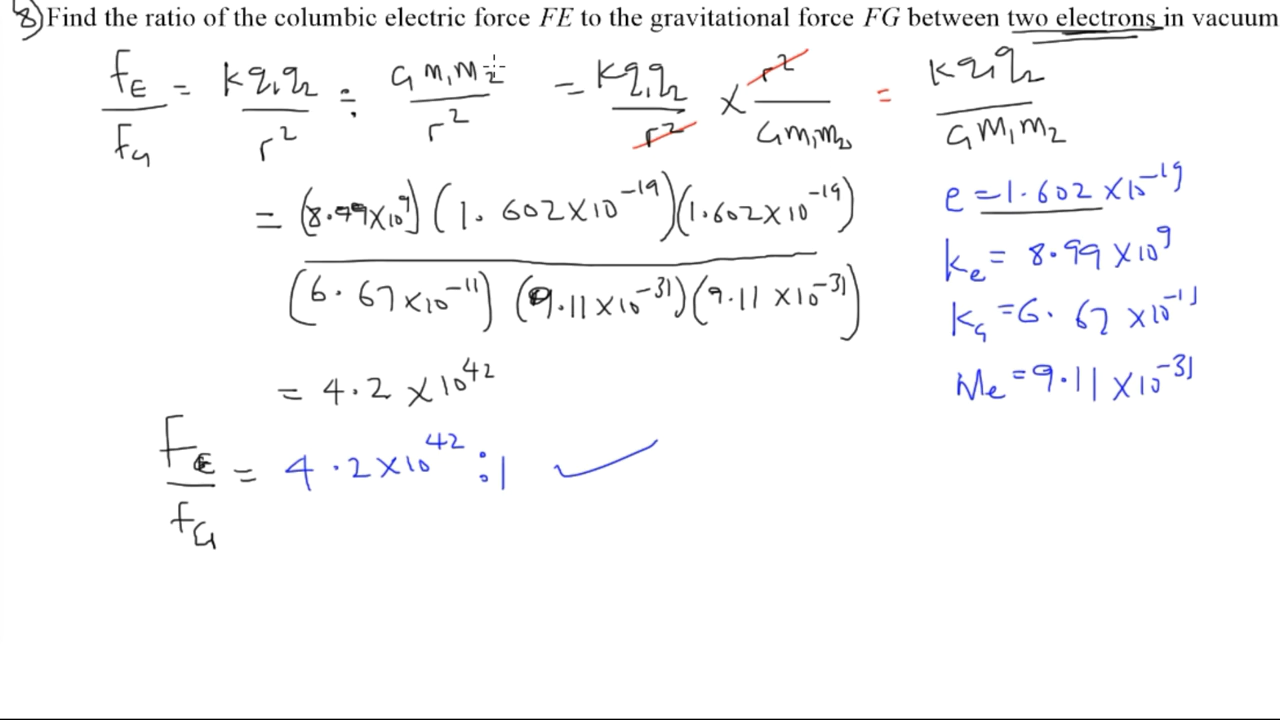 8) Find the ratio of the columbic electric force FE to the gravitational force FG between two electrons in vacuum
fE/fG = Kq1q2/r² ÷ Gm1m2/r² = Kq1q2/r² × r²/Gm1m2 = Kq1q2/GM1M2
= (8.99×10⁹)(1.602×10⁻¹⁹)(1.602×10⁻¹⁹)
(6.67×10⁻¹¹)(9.11×10⁻³¹)(9.11×10⁻³¹)
= 4.2×10⁴²
FE/fG = 4.2×10⁴² : 1 ✓
e = 1.602×10⁻¹⁹
ke = 8.99×10⁹
kG = 6.67×10⁻¹¹
Me = 9.11×10⁻³¹